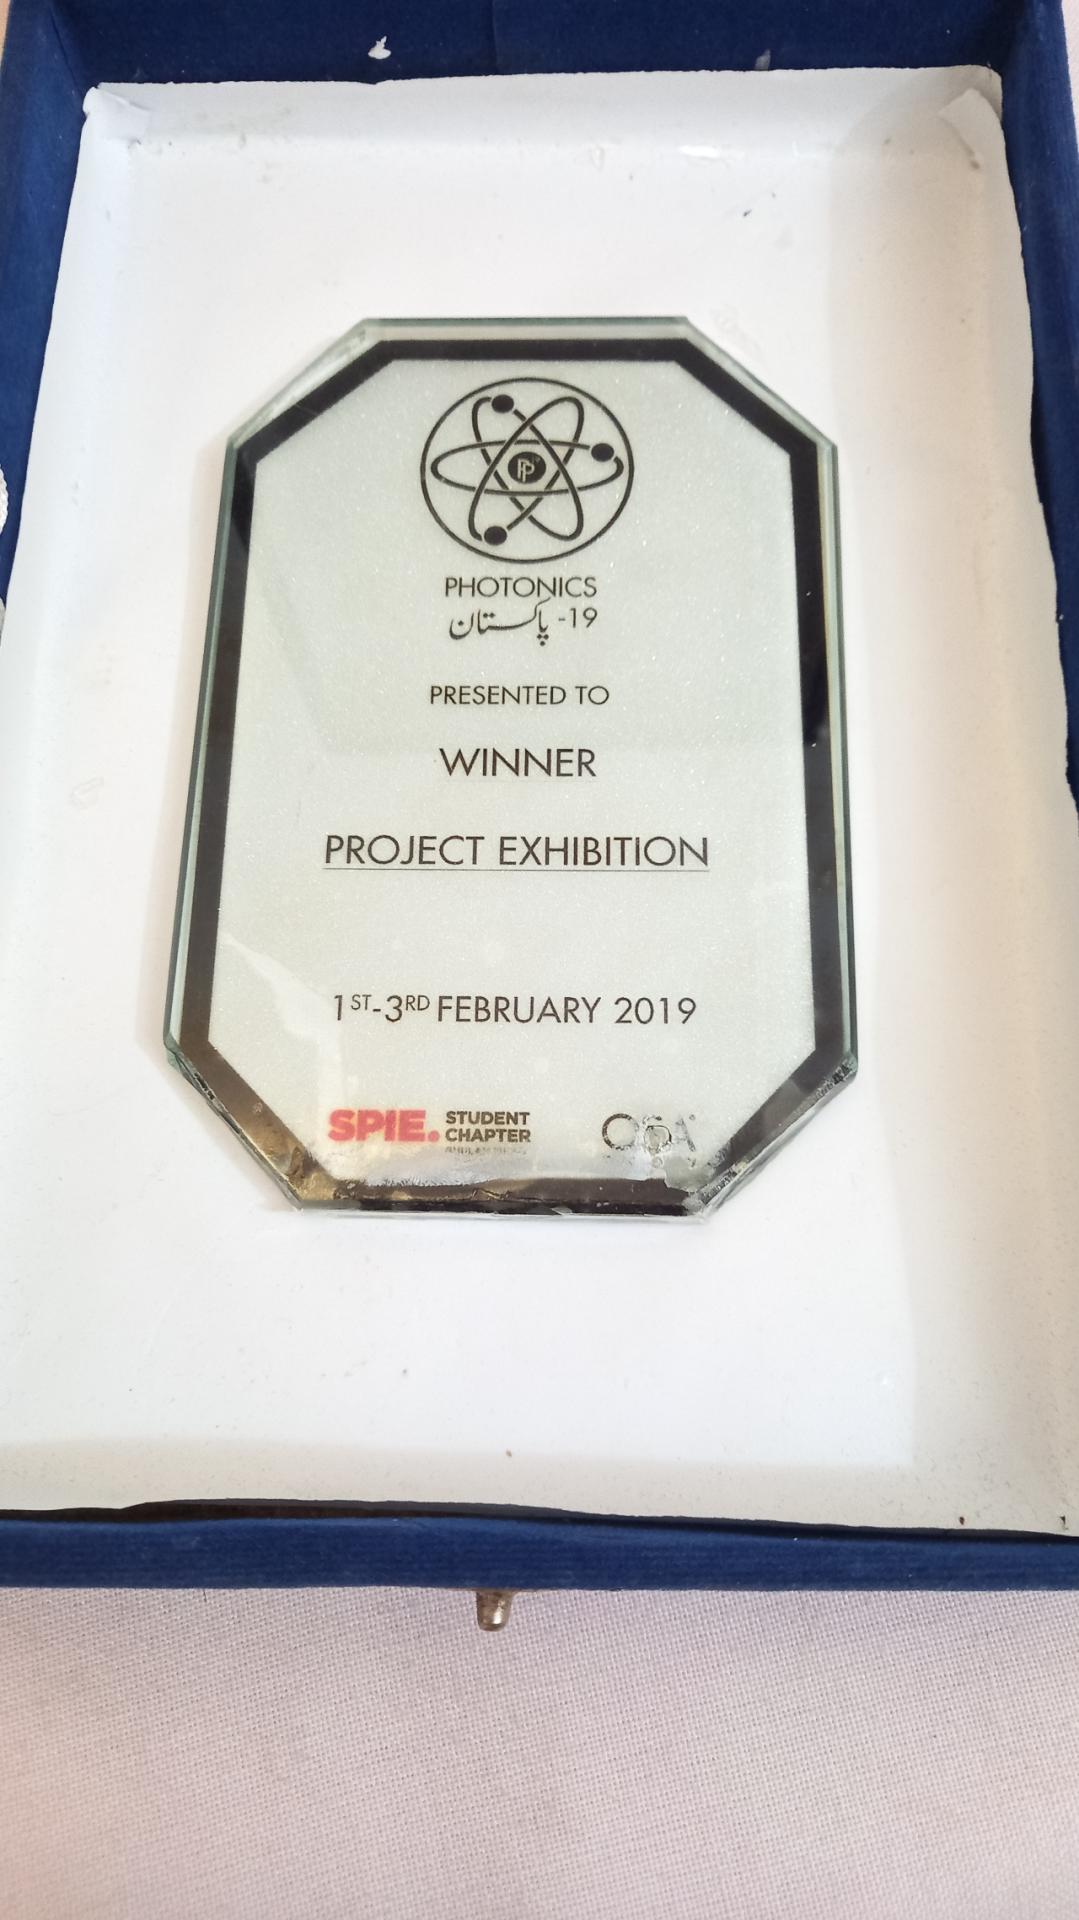 PHOTONICS
پاکستان -19
PRESENTED TO
WINNER
PROJECT EXHIBITION
1ST-3RD FEBRUARY 2019
SPIE. STUDENT
CHAPTER
OSA